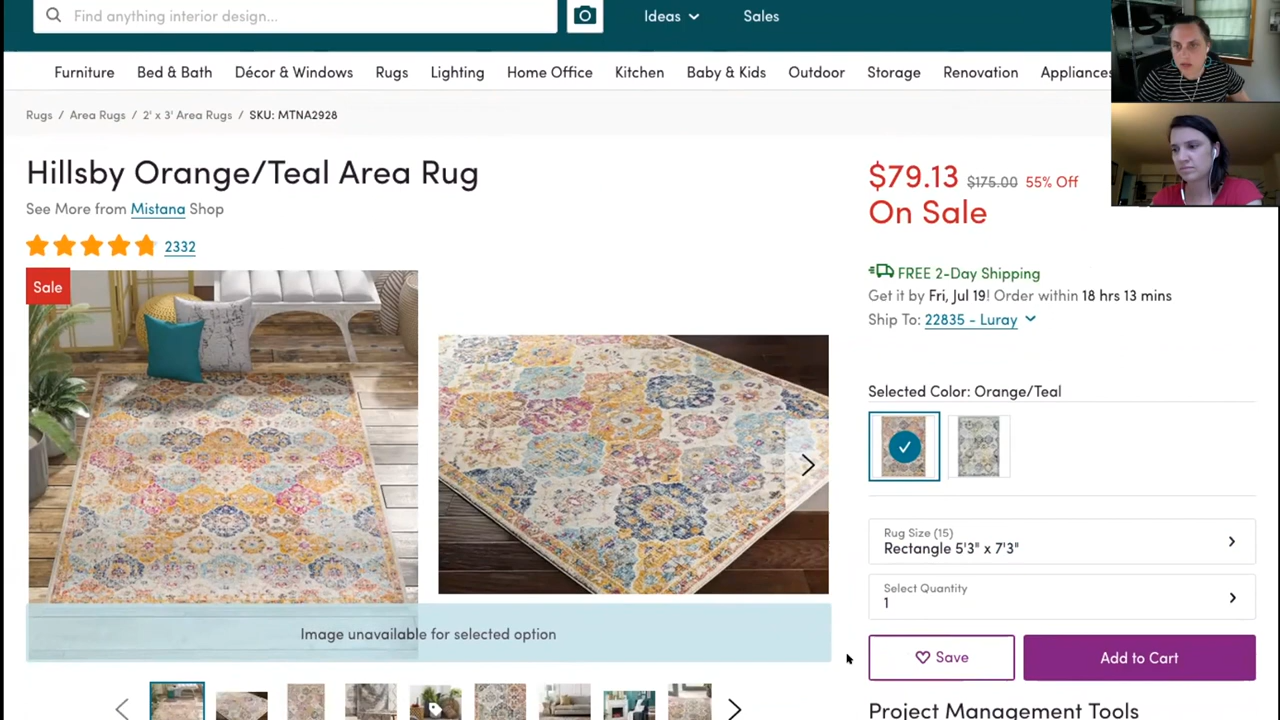 Find anything interior design...
Ideas
Sales
Furniture
Bed & Bath
Décor & Windows
Rugs
Lighting
Home Office
Kitchen
Baby & Kids
Outdoor
Storage
Renovation
Appliances
Rugs / Area Rugs / 2' x 3' Area Rugs / SKU: MTNA2928
Hillsby Orange/Teal Area Rug
See More from Mistana Shop
2332
Sale
Image unavailable for selected option
$79.13 $175.00 55% Off
On Sale
FREE 2-Day Shipping
Get it by Fri, Jul 19! Order within 18 hrs 13 mins
Ship To: 22835 - Luray
Selected Color: Orange/Teal
Rug Size (15)
Rectangle 5'3" x 7'3"
Select Quantity
1
Save
Add to Cart
Project Management Tools